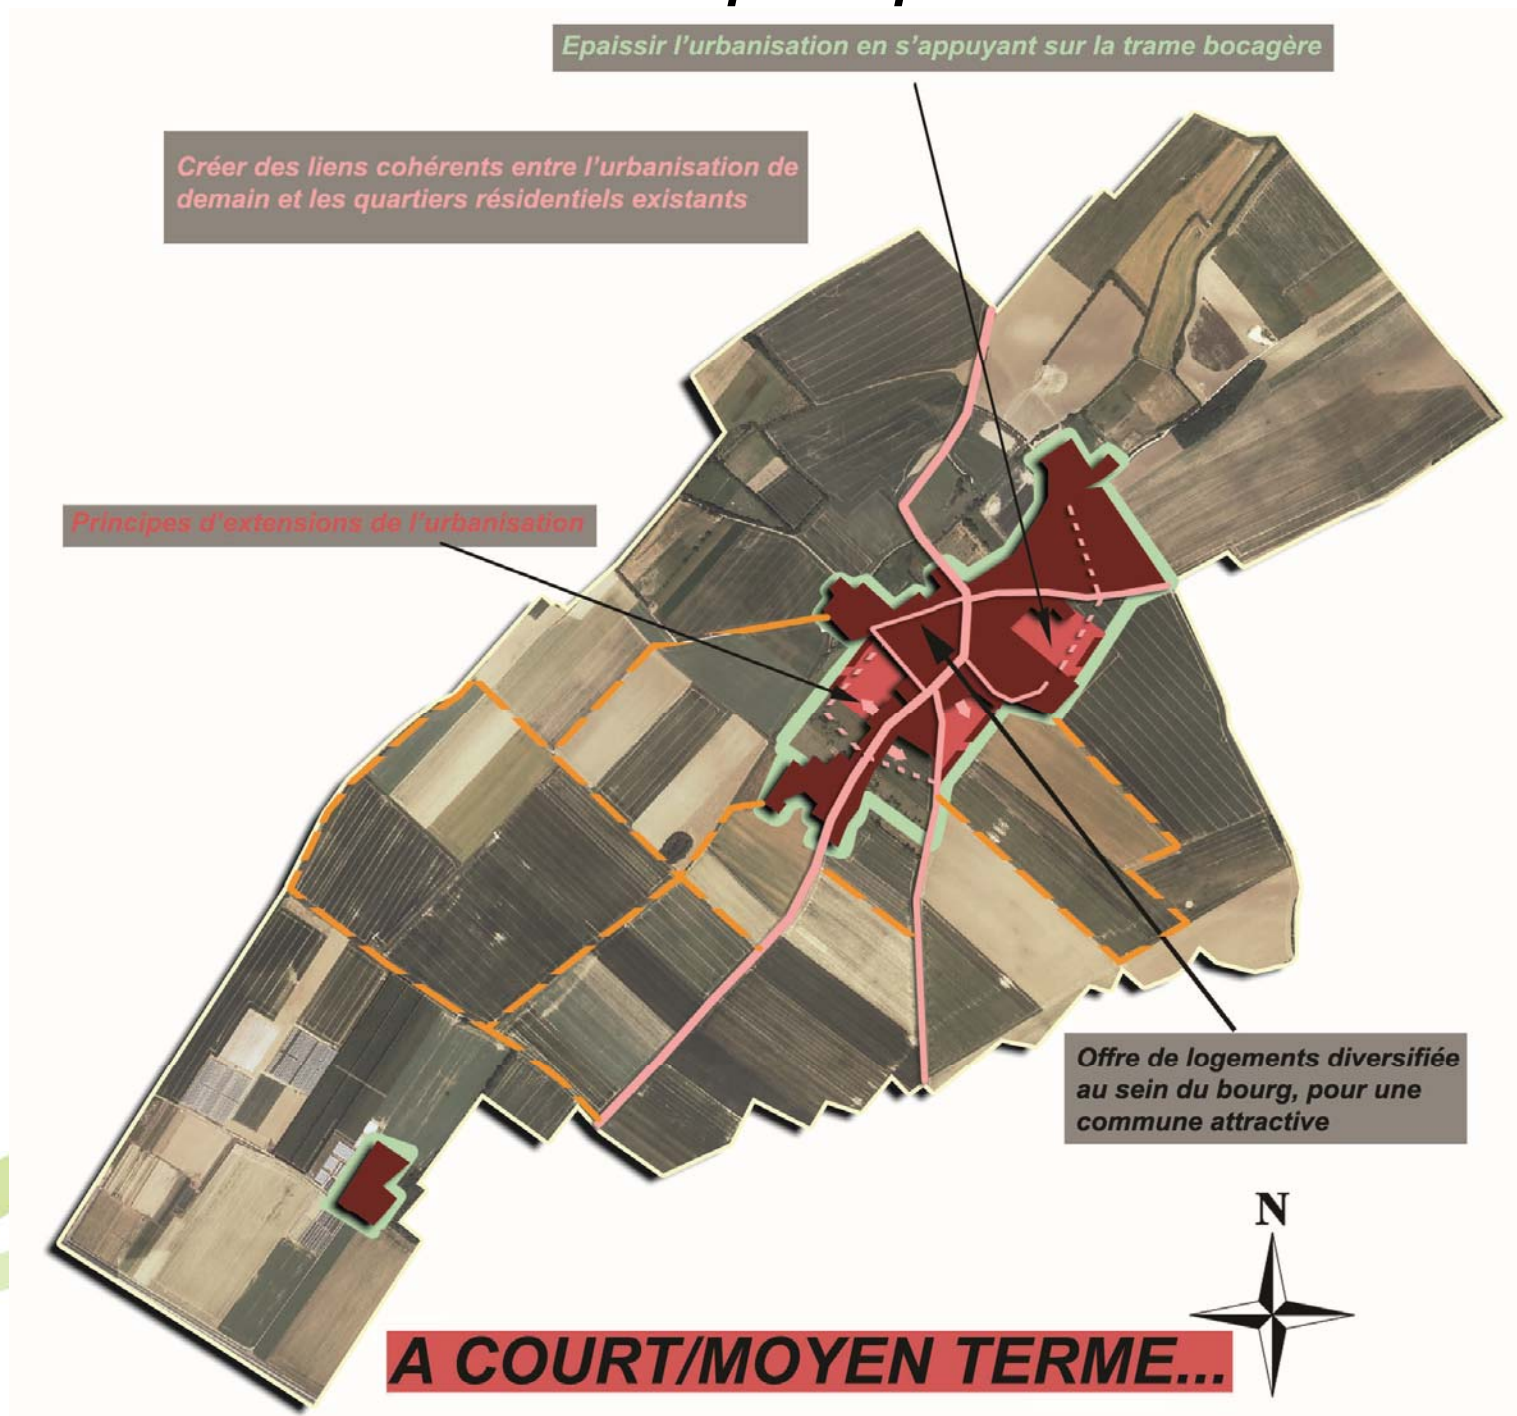 Epaissir l'urbanisation en s'appuyant sur la trame bocagère
Créer des liens cohérents entre l'urbanisation de
demain et les quartiers résidentiels existants
Principes d'extensions de l'urbanisation
Offre de logements diversifiée
au sein du bourg, pour une
commune attractive
N
A COURT/MOYEN TERME...